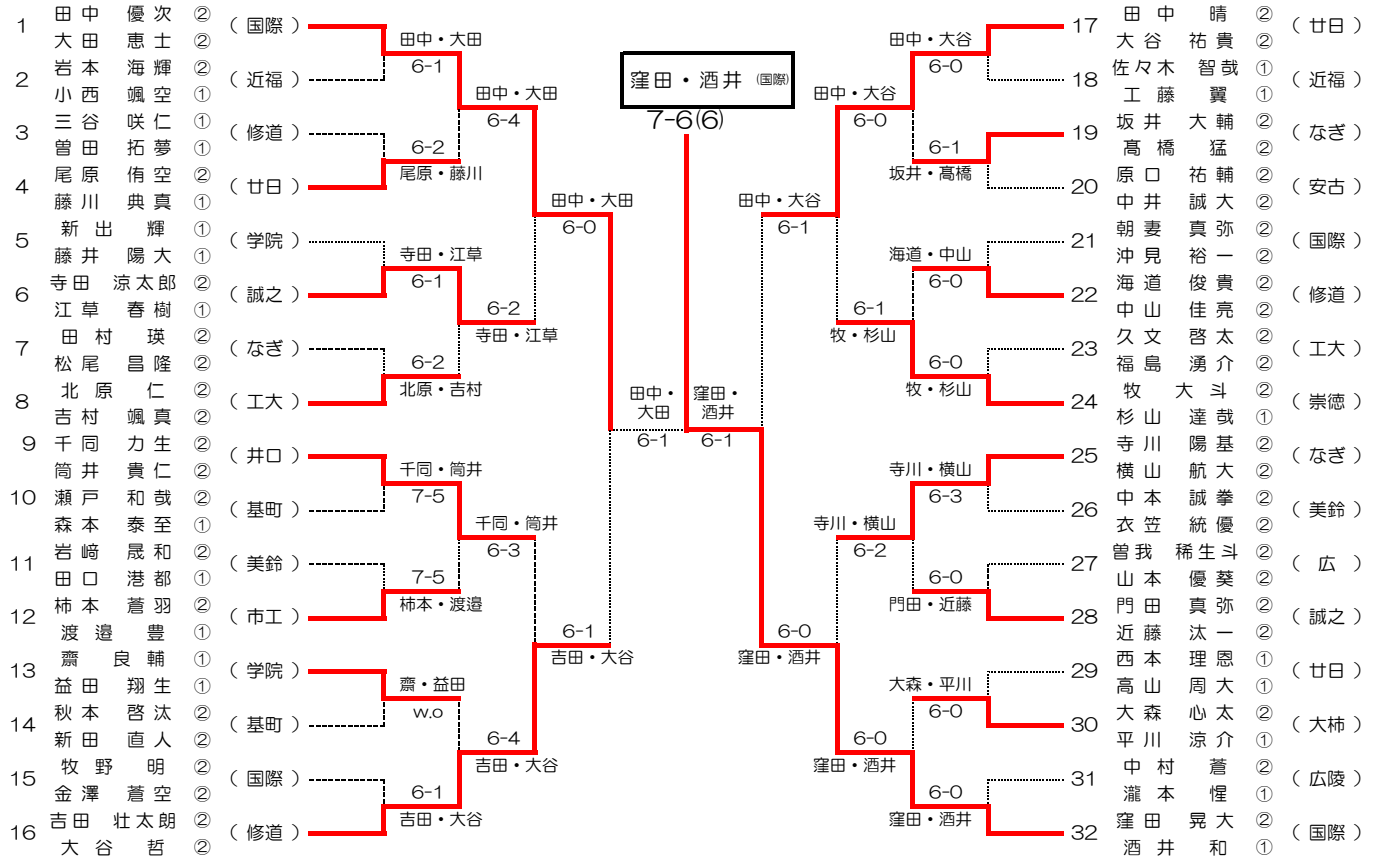 窪田・酒井 (国際)
7-6(6)
1 田中 優次 ② 大田 恵士 ② ( 国際 )
2 岩本 海輝 ② 小西 颯空 ① ( 近福 )
3 三谷 咲仁 ① 曽田 拓夢 ① ( 修道 )
4 尾原 侑空 ② 藤川 典真 ① ( 廿日 )
5 新出 輝 ① 藤井 陽大 ① ( 学院 )
6 寺田 涼太郎 ② 江草 春樹 ① ( 誠之 )
7 田村 瑛 ② 松尾 昌隆 ② ( なぎ )
8 北原 仁 ② 吉村 颯真 ② ( 工大 )
9 千同 力生 ② 筒井 貴仁 ② ( 井口 )
10 瀬戸 和哉 ② 森本 泰至 ① ( 基町 )
11 岩﨑 晟和 ② 田口 港都 ① ( 美鈴 )
12 柿本 蒼羽 ② 渡邉 豊 ① ( 市工 )
13 齋 良輔 ① 益田 翔生 ① ( 学院 )
14 秋本 啓汰 ② 新田 直人 ② ( 基町 )
15 牧野 明 ② 金澤 蒼空 ② ( 国際 )
16 吉田 壮太朗 ② 大谷 哲 ② ( 修道 )
田中・大田
6-1
6-2
尾原・藤川
寺田・江草
6-1
6-2
北原・吉村
千同・筒井
7-5
7-5
柿本・渡邉
齋・益田
w.o
6-1
吉田・大谷
田中・大田
6-4
6-2
寺田・江草
千同・筒井
6-3
6-4
吉田・大谷
田中・大田
6-0
6-1
吉田・大谷
田中・
大田
6-1
窪田・
酒井
6-1
田中・大谷
6-1
6-0
窪田・酒井
田中・大谷
6-0
6-1
牧・杉山
寺川・横山
6-2
6-0
窪田・酒井
田中・大谷
6-0
6-1
坂井・髙橋
海道・中山
6-0
6-0
牧・杉山
寺川・横山
6-3
6-0
門田・近藤
大森・平川
6-0
6-0
窪田・酒井
17 田中 晴 ② 大谷 祐貴 ② ( 廿日 )
18 佐々木 智哉 ① 工藤 翼 ① ( 近福 )
19 坂井 大輔 ② 髙橋 猛 ② ( なぎ )
20 原口 祐輔 ② 中井 誠大 ② ( 安古 )
21 朝妻 真弥 ② 沖見 裕一 ② ( 国際 )
22 海道 俊貴 ② 中山 佳亮 ② ( 修道 )
23 久文 啓太 ② 福島 湧介 ② ( 工大 )
24 牧 大斗 ② 杉山 達哉 ① ( 崇徳 )
25 寺川 陽基 ② 横山 航大 ② ( なぎ )
26 中本 誠拳 ② 衣笠 統優 ② ( 美鈴 )
27 曽我 稀生斗 ② 山本 優葵 ② ( 広 )
28 門田 真弥 ② 近藤 汰一 ② ( 誠之 )
29 西本 理恩 ① 高山 周大 ① ( 廿日 )
30 大森 心太 ② 平川 涼介 ① ( 大柿 )
31 中村 蒼 ② 瀧本 惺 ① ( 広陵 )
32 窪田 晃大 ② 酒井 和 ① ( 国際 )